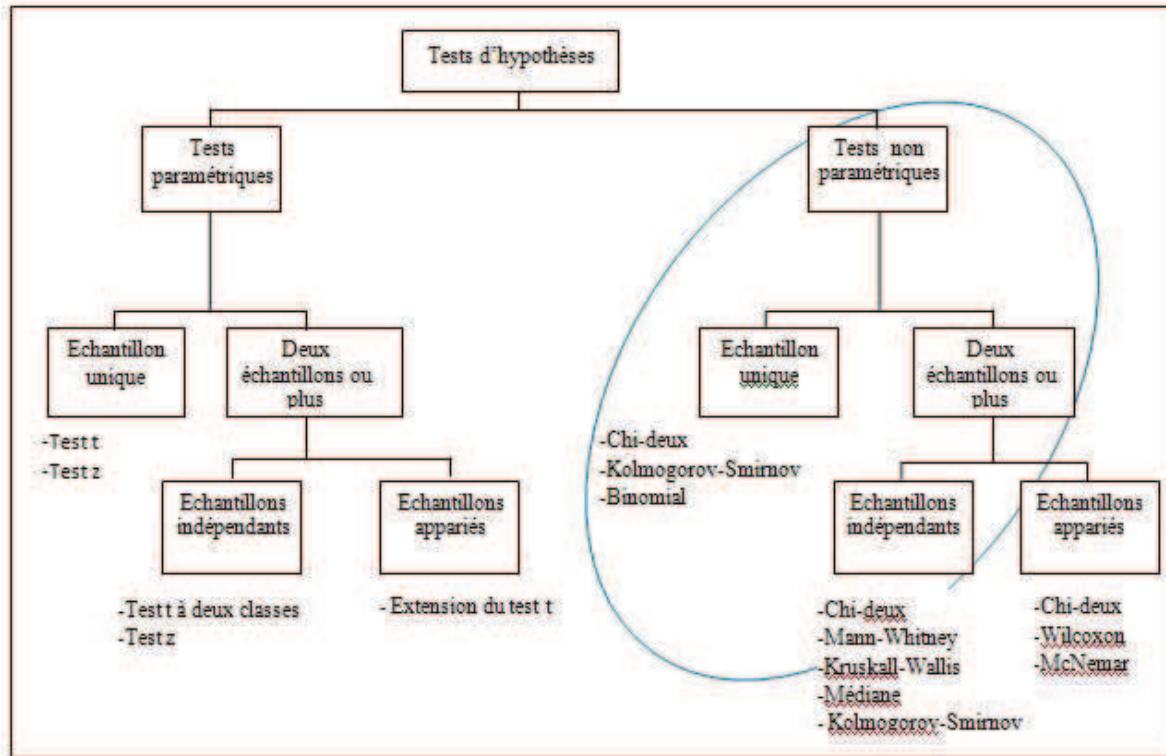 Tests d'hypothèses
Tests
paramétriques
Tests non
paramétriques
Echantillon
unique
Deux
échantillons ou
plus
Echantillon
unique
Deux
échantillons ou
plus
-Test t
-Test z
-Chi-deux
-Kolmogorov-Smirnov
-Binomial
Echantillons
indépendants
Echantillons
appariés
Echantillons
indépendants
Echantillons
appariés
-Test t à deux classes
-Test z
- Extension du test t
-Chi-deux
-Mann-Whitney
-Kruskall-Wallis
-Médiane
- Kolmogorov-Smirnov
-Chi-deux
-Wilcoxon
-McNemar